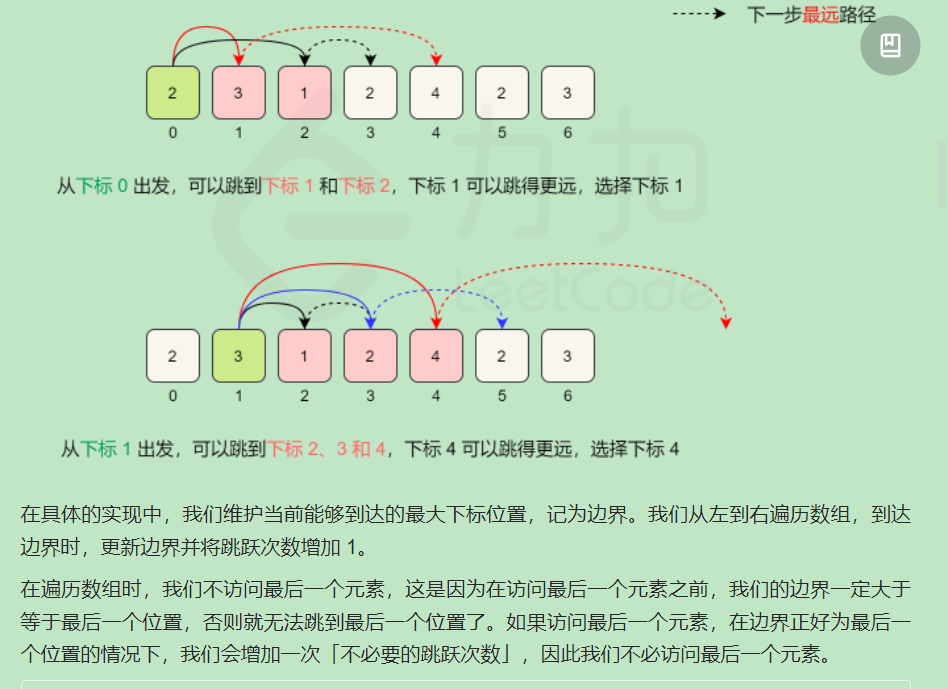 下一步最远路径
2 3 1 2 4 2 3
0 1 2 3 4 5 6
从下标 0 出发，可以跳到下标 1 和下标 2，下标 1 可以跳得更远，选择下标 1
力扣
LeetCode
2 3 1 2 4 2 3
0 1 2 3 4 5 6
从下标 1 出发，可以跳到下标 2、3 和 4，下标 4 可以跳得更远，选择下标 4
在具体的实现中，我们维护当前能够到达的最大下标位置，记为边界。我们从左到右遍历数组，到达
边界时，更新边界并将跳跃次数增加 1。
在遍历数组时，我们不访问最后一个元素，这是因为在访问最后一个元素之前，我们的边界一定大于
等于最后一个位置，否则就无法跳到最后一个位置了。如果访问最后一个元素，在边界正好为最后一
个位置的情况下，我们会增加一次「不必要的跳跃次数」，因此我们不必访问最后一个元素。